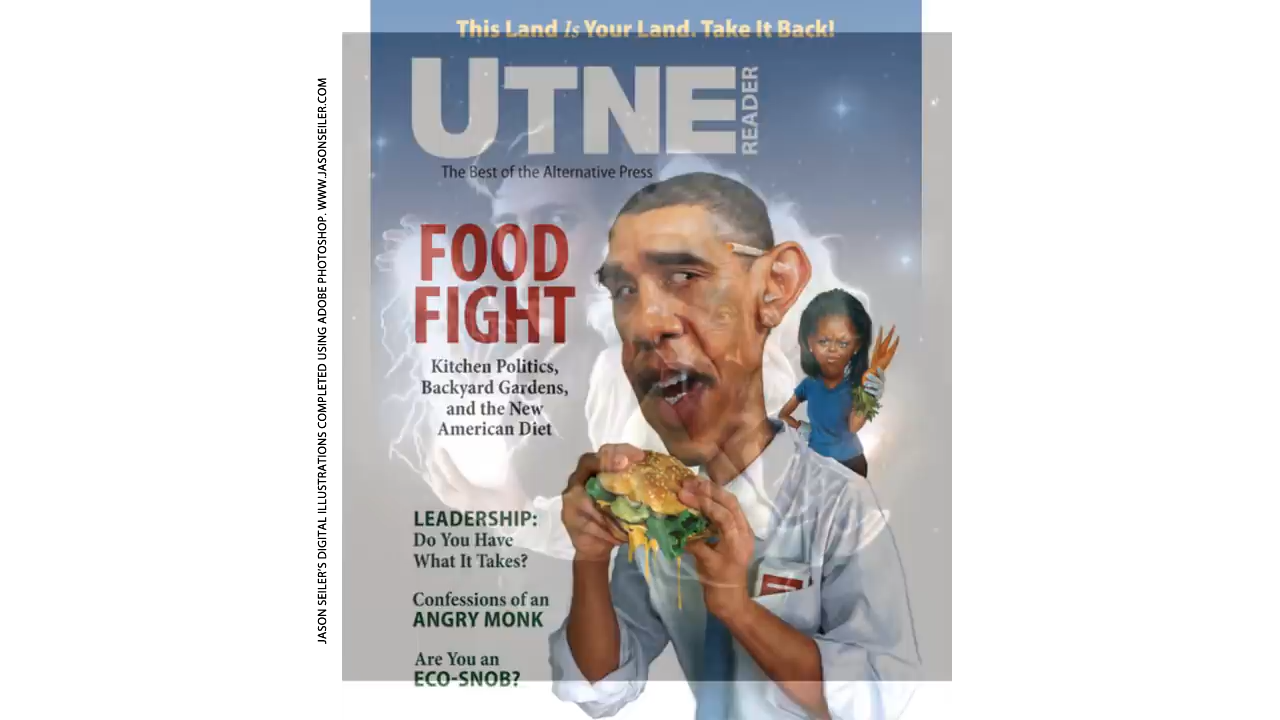 This Land Is Your Land. Take It Back!
UTNE
READER
The Best of the Alternative Press
FOOD
FIGHT
Kitchen Politics,
Backyard Gardens,
and the New
American Diet
LEADERSHIP:
Do You Have
What It Takes?
Confessions of an
ANGRY MONK
Are You an
ECO-SNOB?
JASON SEILER'S DIGITAL ILLUSTRATIONS COMPLETED USING ADOBE PHOTOSHOP. WWW.JASONSEILER.COM